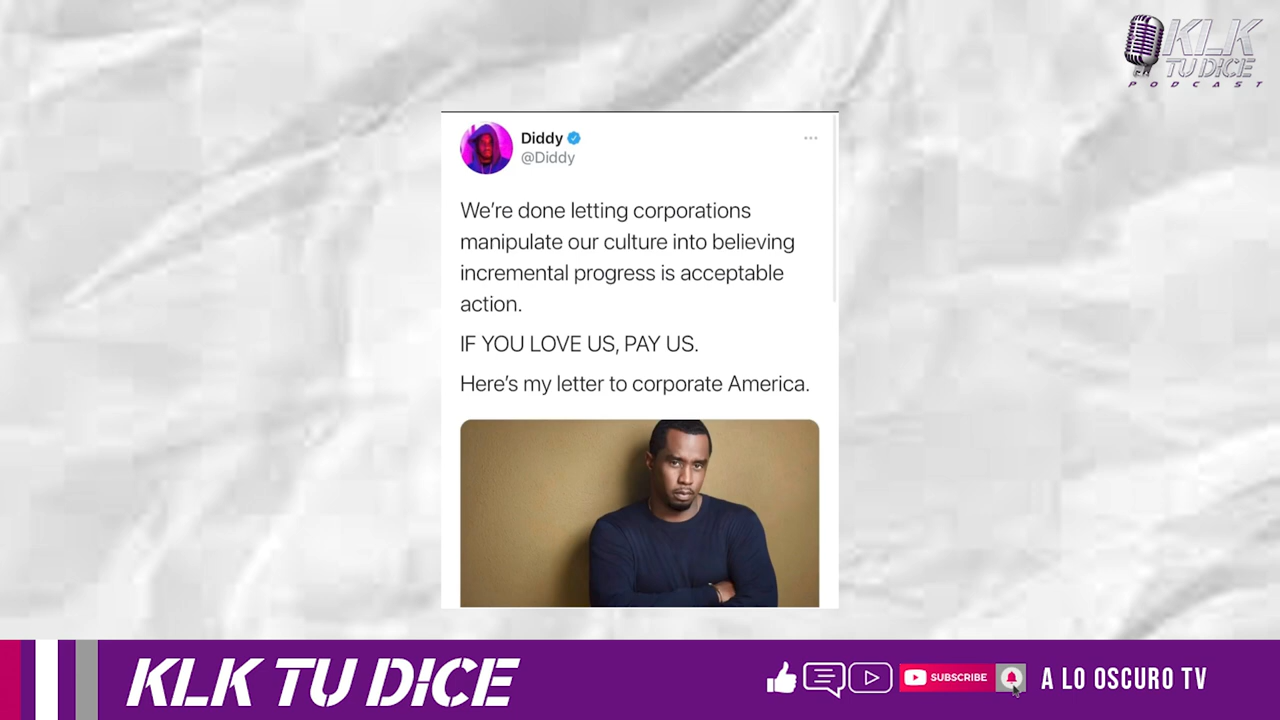 KLK
TU DICE
PODCAST
Diddy
@Diddy
We're done letting corporations
manipulate our culture into believing
incremental progress is acceptable
action.
IF YOU LOVE US, PAY US.
Here's my letter to corporate America.
KLK TU DICE
SUBSCRIBE
A LO OSCURO TV